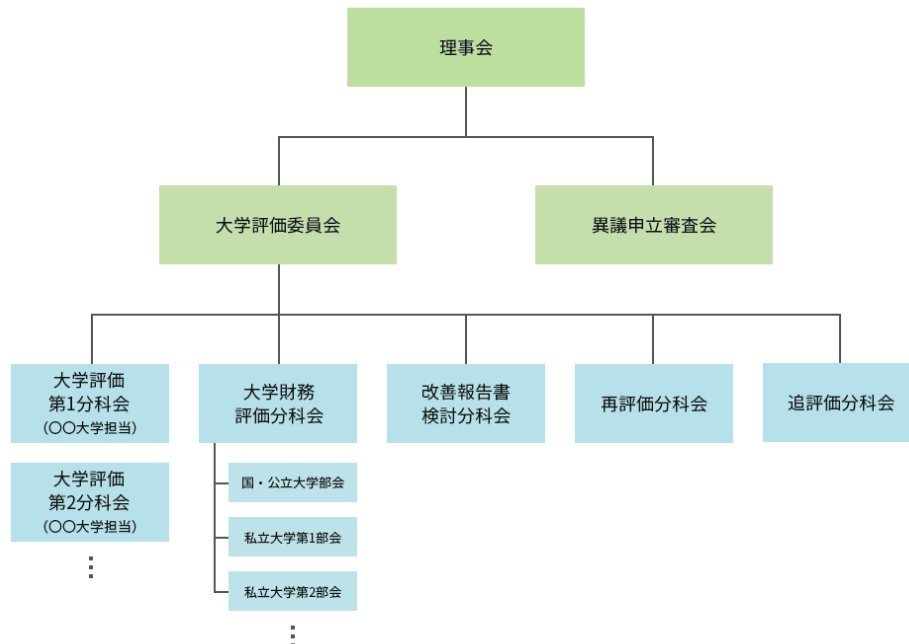 理事会
大学評価委員会
異議申立審査会
大学評価
第1分科会
(〇〇大学担当)
大学財務
評価分科会
改善報告書
検討分科会
再評価分科会
追評価分科会
大学評価
第2分科会
(〇〇大学担当)
国・公立大学部会
私立大学第1部会
私立大学第2部会